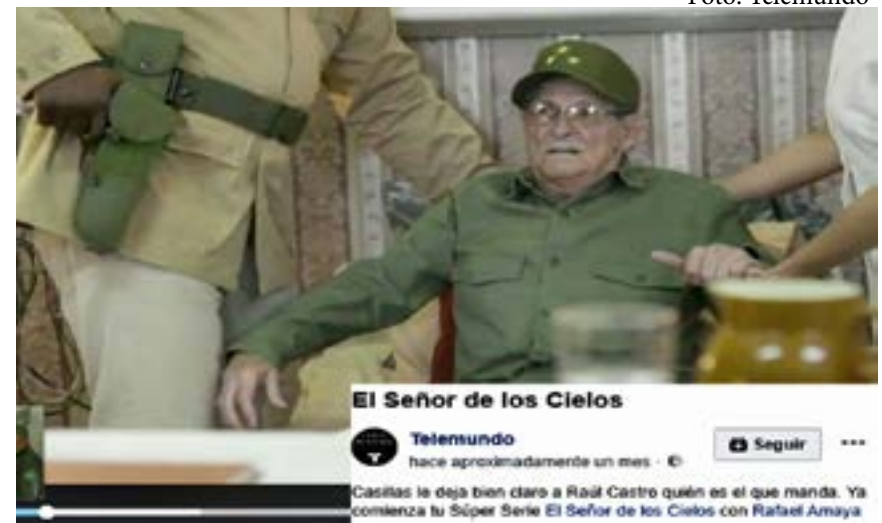 Foto: Telemundo
El Señor de los Cielos
Telemundo
Seguir
hace aproximadamente un mes ·
Casillas le deja bien claro a Raúl Castro quién es el que manda. Ya
comienza tu Súper Serie El Señor de los Cielos con Rafael Amaya